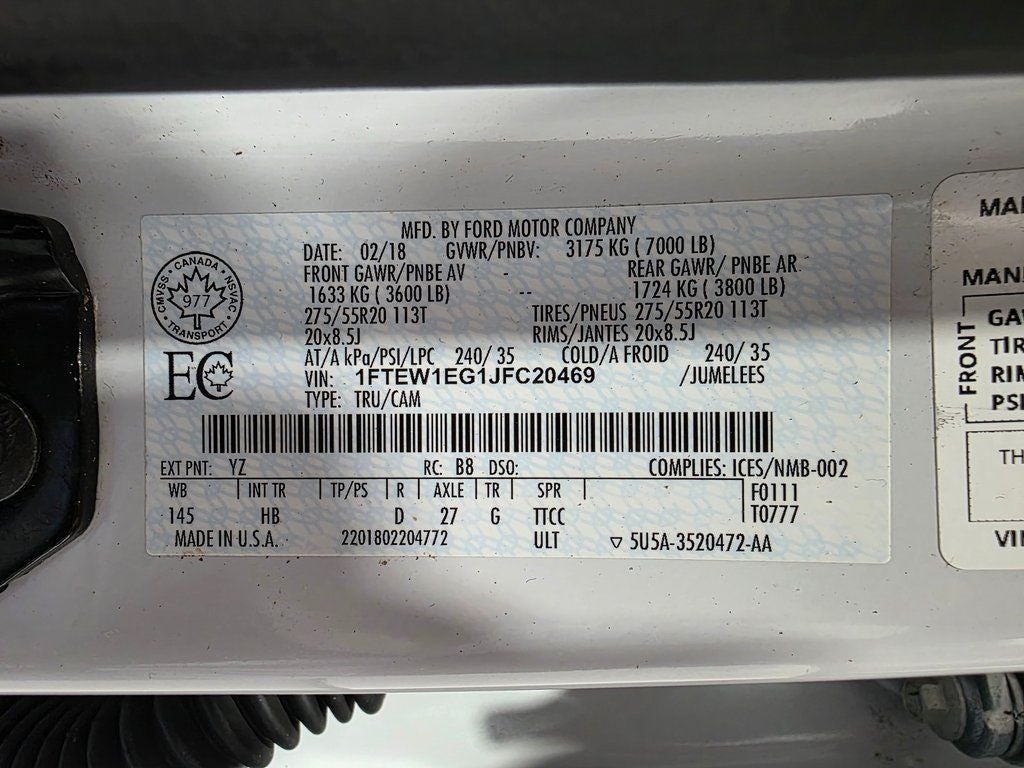 MFD. BY FORD MOTOR COMPANY
DATE: 02/18 GVWR/PNBV: 3175 KG ( 7000 LB)
FRONT GAWR/PNBE AV - REAR GAWR/ PNBE AR
1633 KG ( 3600 LB) -- 1724 KG ( 3800 LB)
275/55R20 113T TIRES/PNEUS 275/55R20 113T
20x8.5J RIMS/JANTES 20x8.5J
AT/A kPa/PSI/LPC 240/ 35 COLD/A FROID 240/ 35
VIN: 1FTEW1EG1JFC20469 /JUMELEES
TYPE: TRU/CAM
CMVSS • CANADA • NSVAC
977
• TRANSPORT •
EC
EXT PNT: YZ RC: B8 DSO: COMPLIES: ICES/NMB-002
WB INT TR TP/PS R AXLE TR SPR F0111
145 HB D 27 G TTCC T0777
MADE IN U.S.A. 2201802204772 ULT ▽ 5U5A-3520472-AA
MAN
FRONT
PSI
TH
VIN